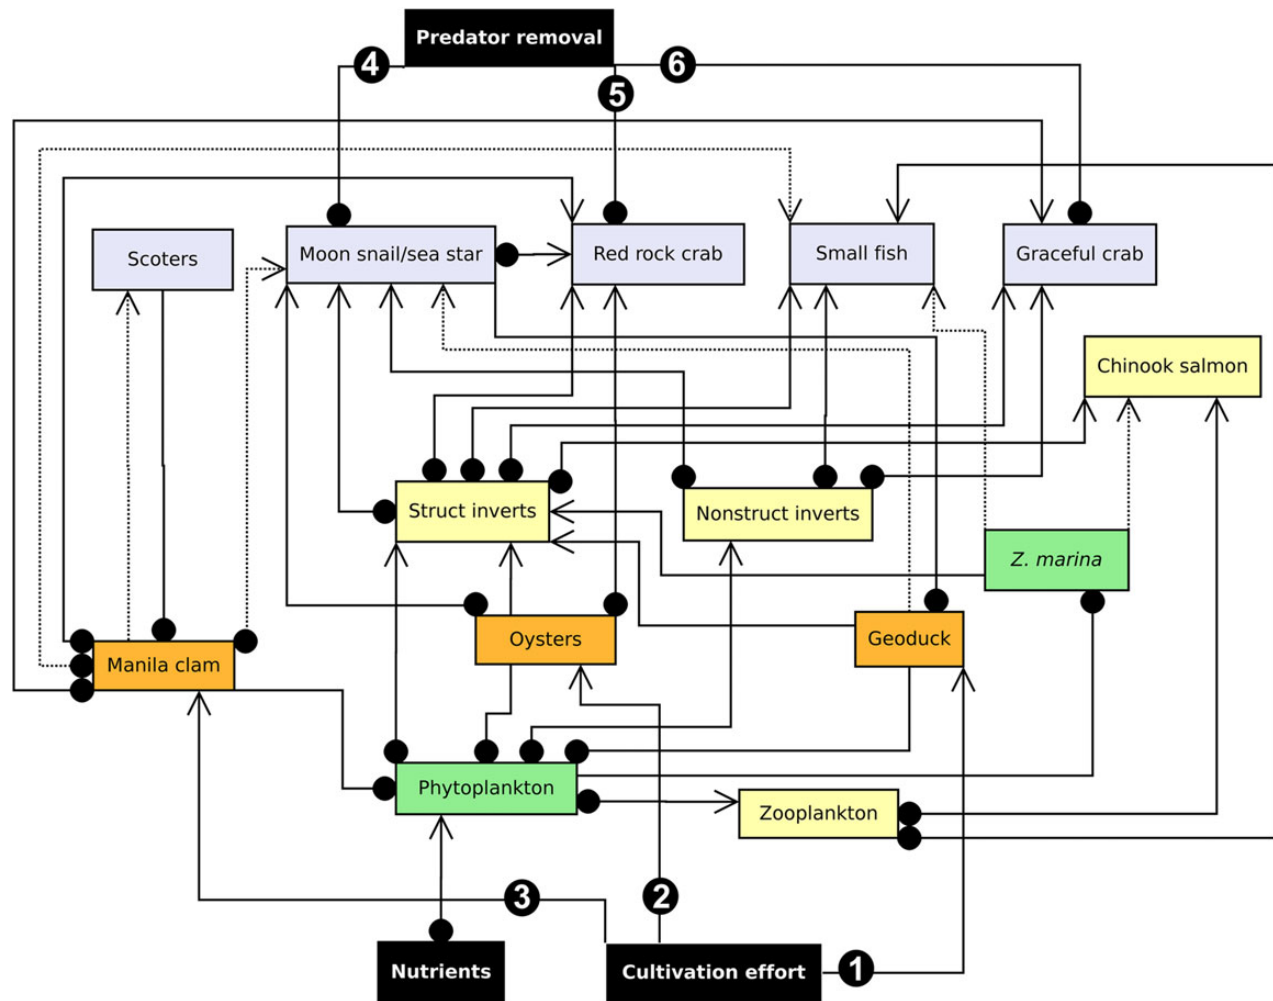 Predator removal
4
6
5
Scoters
Moon snail/sea star
Red rock crab
Small fish
Graceful crab
Chinook salmon
Struct inverts
Nonstruct inverts
Z. marina
Oysters
Geoduck
Manila clam
Phytoplankton
Zooplankton
3
2
Nutrients
Cultivation effort
1